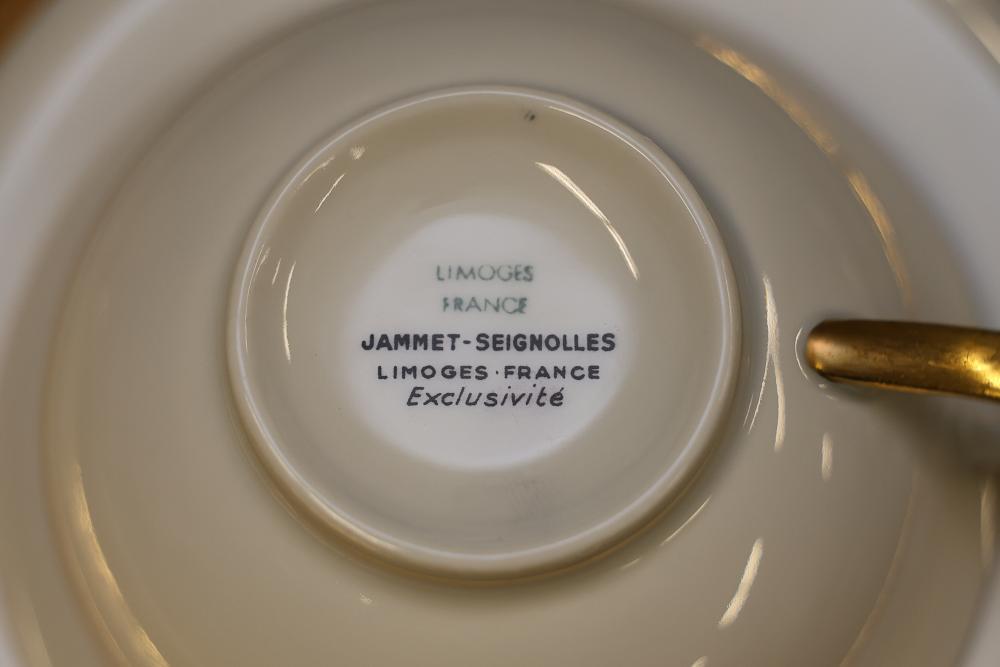 LIMOGES
FRANCE
JAMMET-SEIGNOLLES
LIMOGES·FRANCE
Exclusivité